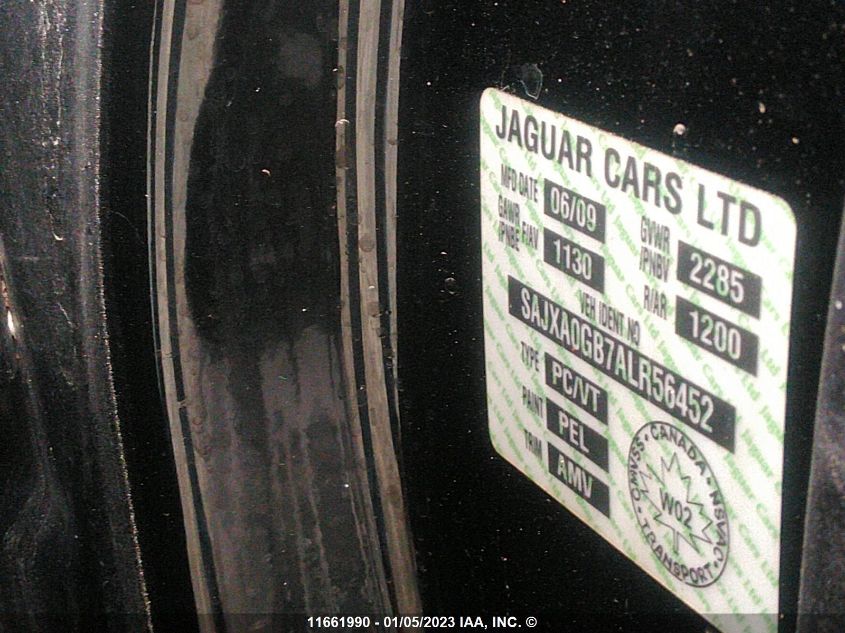 JAGUAR CARS LTD
MFD DATE 06/09 GVWR /PNBV 2285
GAWR F/AV /PNBE 1130 R/AR 1200
VEH IDENT NO
SAJXA0GB7ALR56452
TYPE PC/VT
PAINT PEL
TRIM AMV
CANADA · NSVAC · TRANSPORT · CMVSS
W02
11661990 - 01/05/2023 IAA, INC. ©